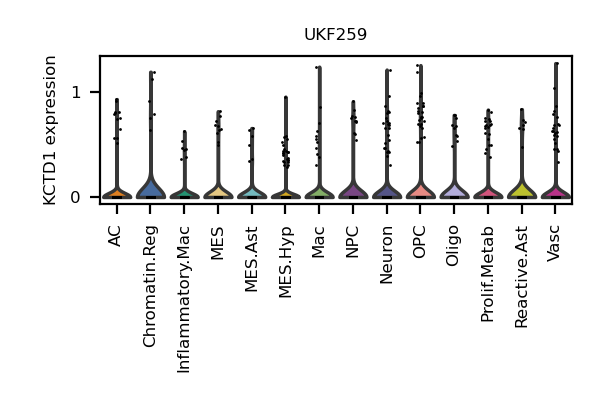 UKF259
KCTD1 expression
1
0
AC
Chromatin.Reg
Inflammatory.Mac
MES
MES.Ast
MES.Hyp
Mac
NPC
Neuron
OPC
Oligo
Prolif.Metab
Reactive.Ast
Vasc